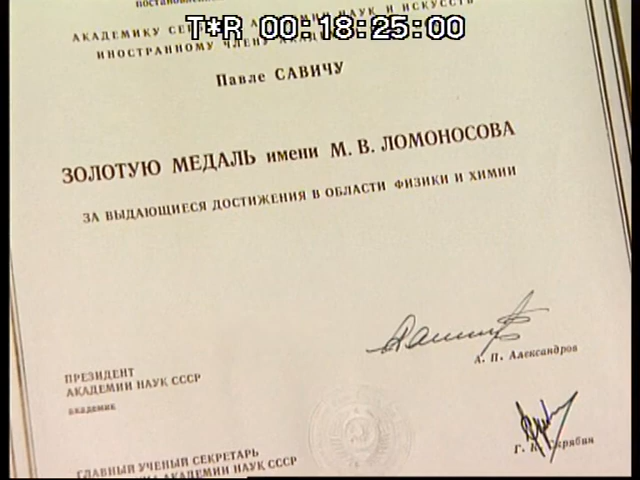 T*R 00:18:25:00
АКАДЕМИКУ НАУК И ИСКУССТВ
ИНОСТРАННОМУ ЧЛЕНУ
Павле САВИЧУ
ЗОЛОТУЮ МЕДАЛЬ имени М. В. ЛОМОНОСОВА
ЗА ВЫДАЮЩИЕСЯ ДОСТИЖЕНИЯ В ОБЛАСТИ ФИЗИКИ И ХИМИИ
ПРЕЗИДЕНТ
АКАДЕМИИ НАУК СССР
академик
А. П. Александров
ГЛАВНЫЙ УЧЕНЫЙ СЕКРЕТАРЬ
АКАДЕМИИ НАУК СССР
Г. К. Скрябин